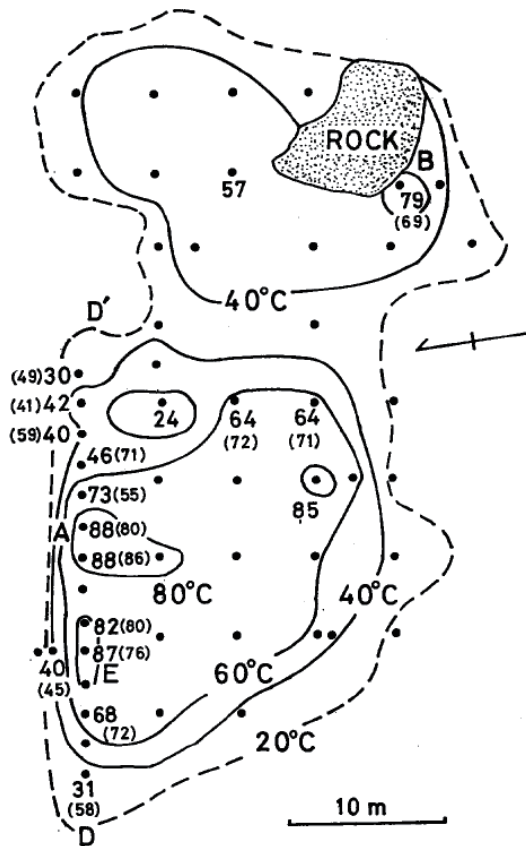 ROCK
B
57
79
(69)
40°C
D'
(49)30
(41)42
24
64
64
(59)40
(72)
(71)
46(71)
73(55)
85
A
88(80)
88(86)
80°C
40°C
82(80)
87(76)
40
E
60°C
(45)
68
(72)
20°C
31
(58)
10 m
D